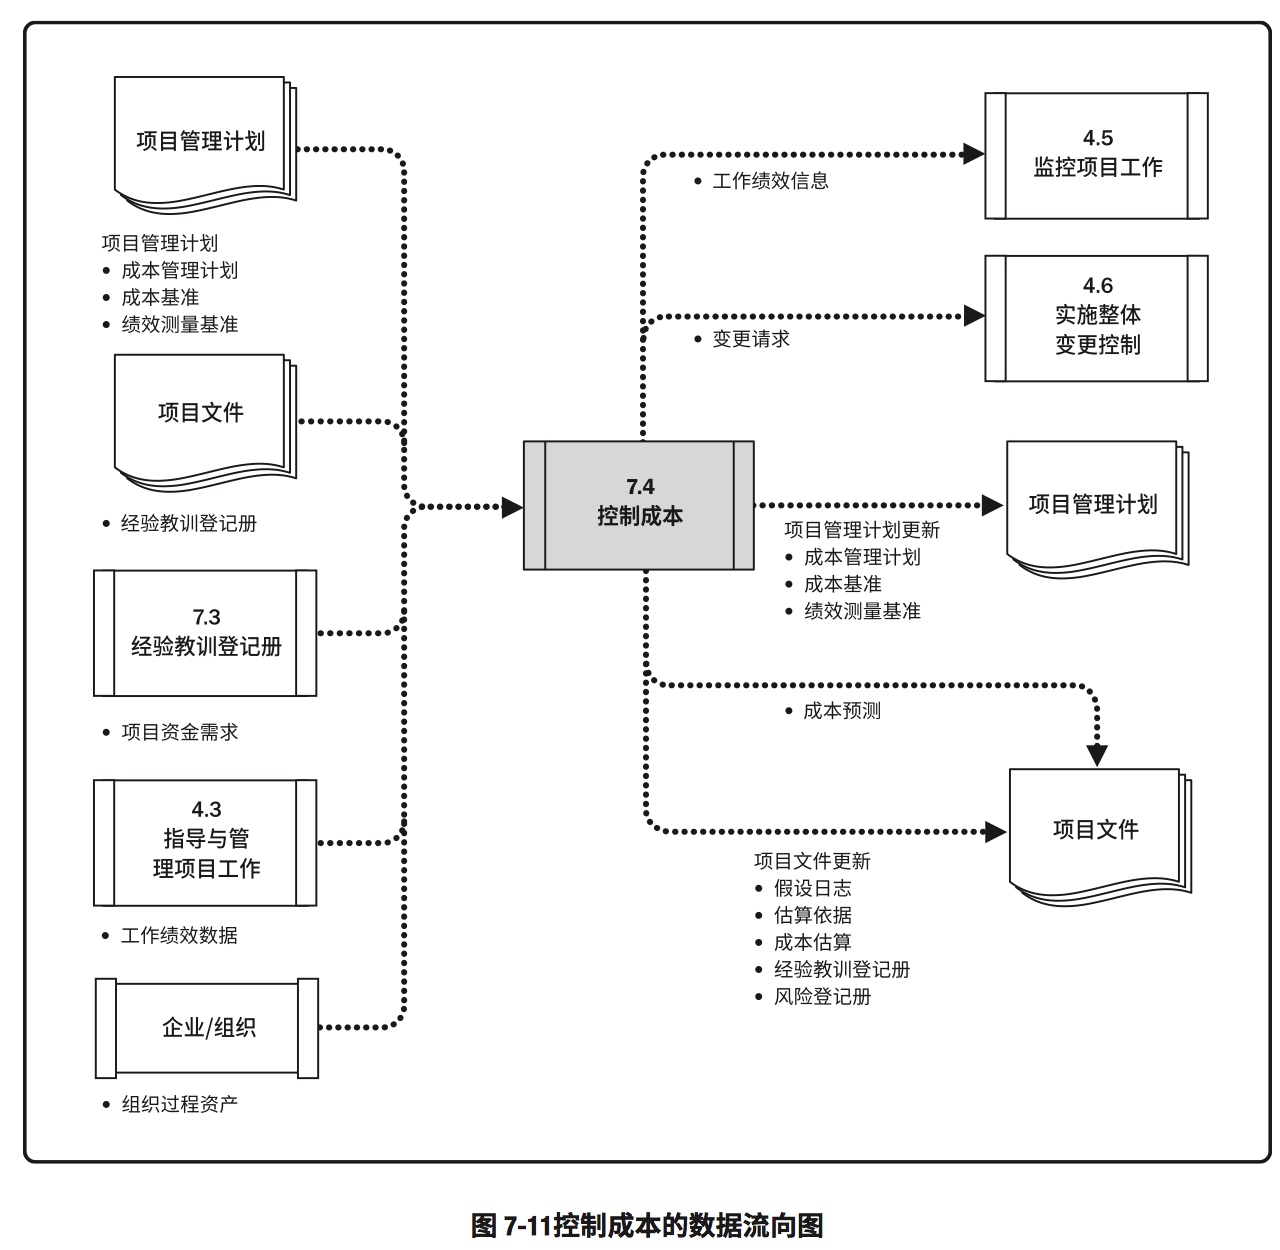 项目管理计划
项目管理计划
• 成本管理计划
• 成本基准
• 绩效测量基准
项目文件
• 经验教训登记册
7.3
经验教训登记册
• 项目资金需求
4.3
指导与管
理项目工作
• 工作绩效数据
企业/组织
• 组织过程资产
7.4
控制成本
• 工作绩效信息
4.5
监控项目工作
• 变更请求
4.6
实施整体
变更控制
项目管理计划更新
• 成本管理计划
• 成本基准
• 绩效测量基准
项目管理计划
• 成本预测
项目文件
项目文件更新
• 假设日志
• 估算依据
• 成本估算
• 经验教训登记册
• 风险登记册
图 7-11控制成本的数据流向图